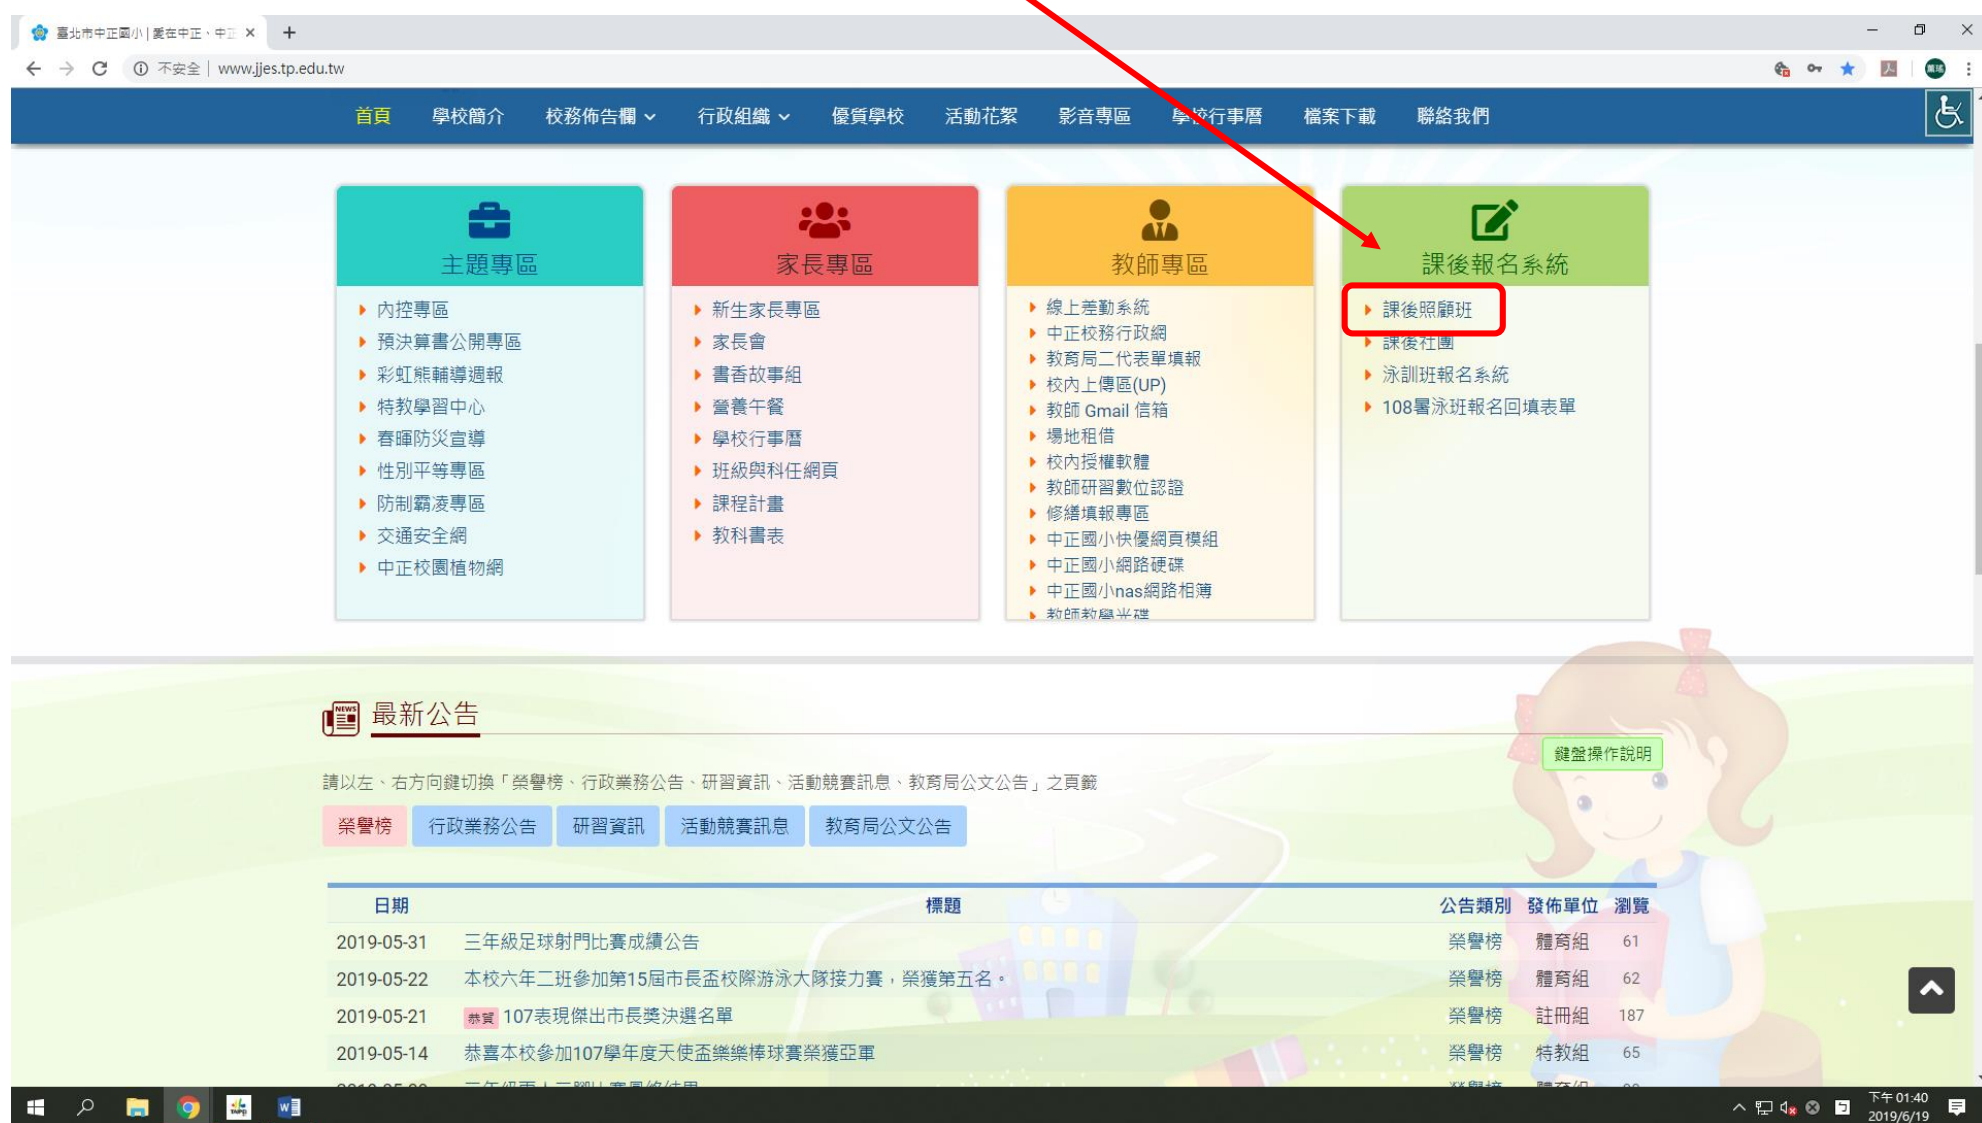 臺北市中正國小 | 愛在中正、中正
不安全 | www.jjes.tp.edu.tw
首頁 學校簡介 校務佈告欄 行政組織 優質學校 活動花絮 影音專區 學校行事曆 檔案下載 聯絡我們
主題專區
內控專區
預決算書公開專區
彩虹熊輔導週報
特教學習中心
春暉防災宣導
性別平等專區
防制霸凌專區
交通安全網
中正校園植物網
家長專區
新生家長專區
家長會
書香故事組
營養午餐
學校行事曆
班級與科任網頁
課程計畫
教科書表
教師專區
線上差勤系統
中正校務行政網
教育局二代表單填報
校內上傳區(UP)
教師 Gmail 信箱
場地租借
校內授權軟體
教師研習數位認證
修繕填報專區
中正國小快優網頁模組
中正國小網路硬碟
中正國小nas網路相簿
教師教學光碟
課後報名系統
課後照顧班
課後社團
泳訓班報名系統
108暑泳班報名回填表單
NEWS 最新公告
鍵盤操作說明
請以左、右方向鍵切換「榮譽榜、行政業務公告、研習資訊、活動競賽訊息、教育局公文公告」之頁籤
榮譽榜 行政業務公告 研習資訊 活動競賽訊息 教育局公文公告
日期 標題 公告類別 發佈單位 瀏覽
2019-05-31 三年級足球射門比賽成績公告 榮譽榜 體育組 61
2019-05-22 本校六年二班參加第15屆市長盃校際游泳大隊接力賽，榮獲第五名。 榮譽榜 體育組 62
2019-05-21 恭賀 107表現傑出市長獎決選名單 榮譽榜 註冊組 187
2019-05-14 恭喜本校參加107學年度天使盃樂樂棒球賽榮獲亞軍 榮譽榜 特教組 65
下午 01:40
2019/6/19